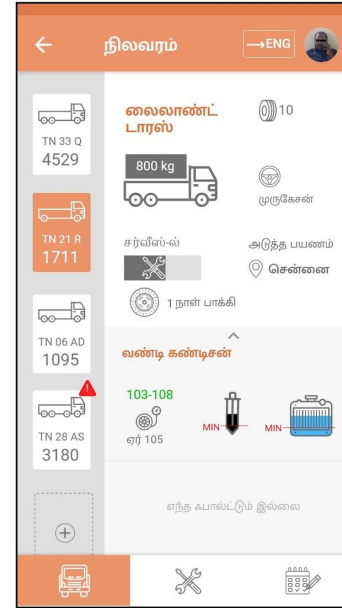 நிலவரம்
→ENG
TN 33 Q
4529
TN 21 R
1711
TN 06 AD
1095
TN 28 AS
3180
லைலாண்ட்
டாரஸ்
10
800 kg
முருகேசன்
சர்வீஸ்-ல்
அடுத்த பயணம்
சென்னை
1 நாள் பாக்கி
வண்டி கண்டிசன்
103-108
ஏர் 105
MIN
MIN
எந்த ஃபால்ட்டும் இல்லை